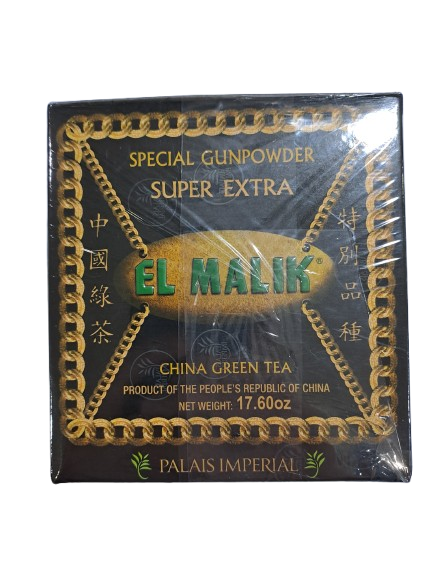 SPECIAL GUNPOWDER
SUPER EXTRA
中國綠茶
特別品種
EL MALIK®
CHINA GREEN TEA
PRODUCT OF THE PEOPLE'S REPUBLIC OF CHINA
NET WEIGHT: 17.60oz
PALAIS IMPERIAL